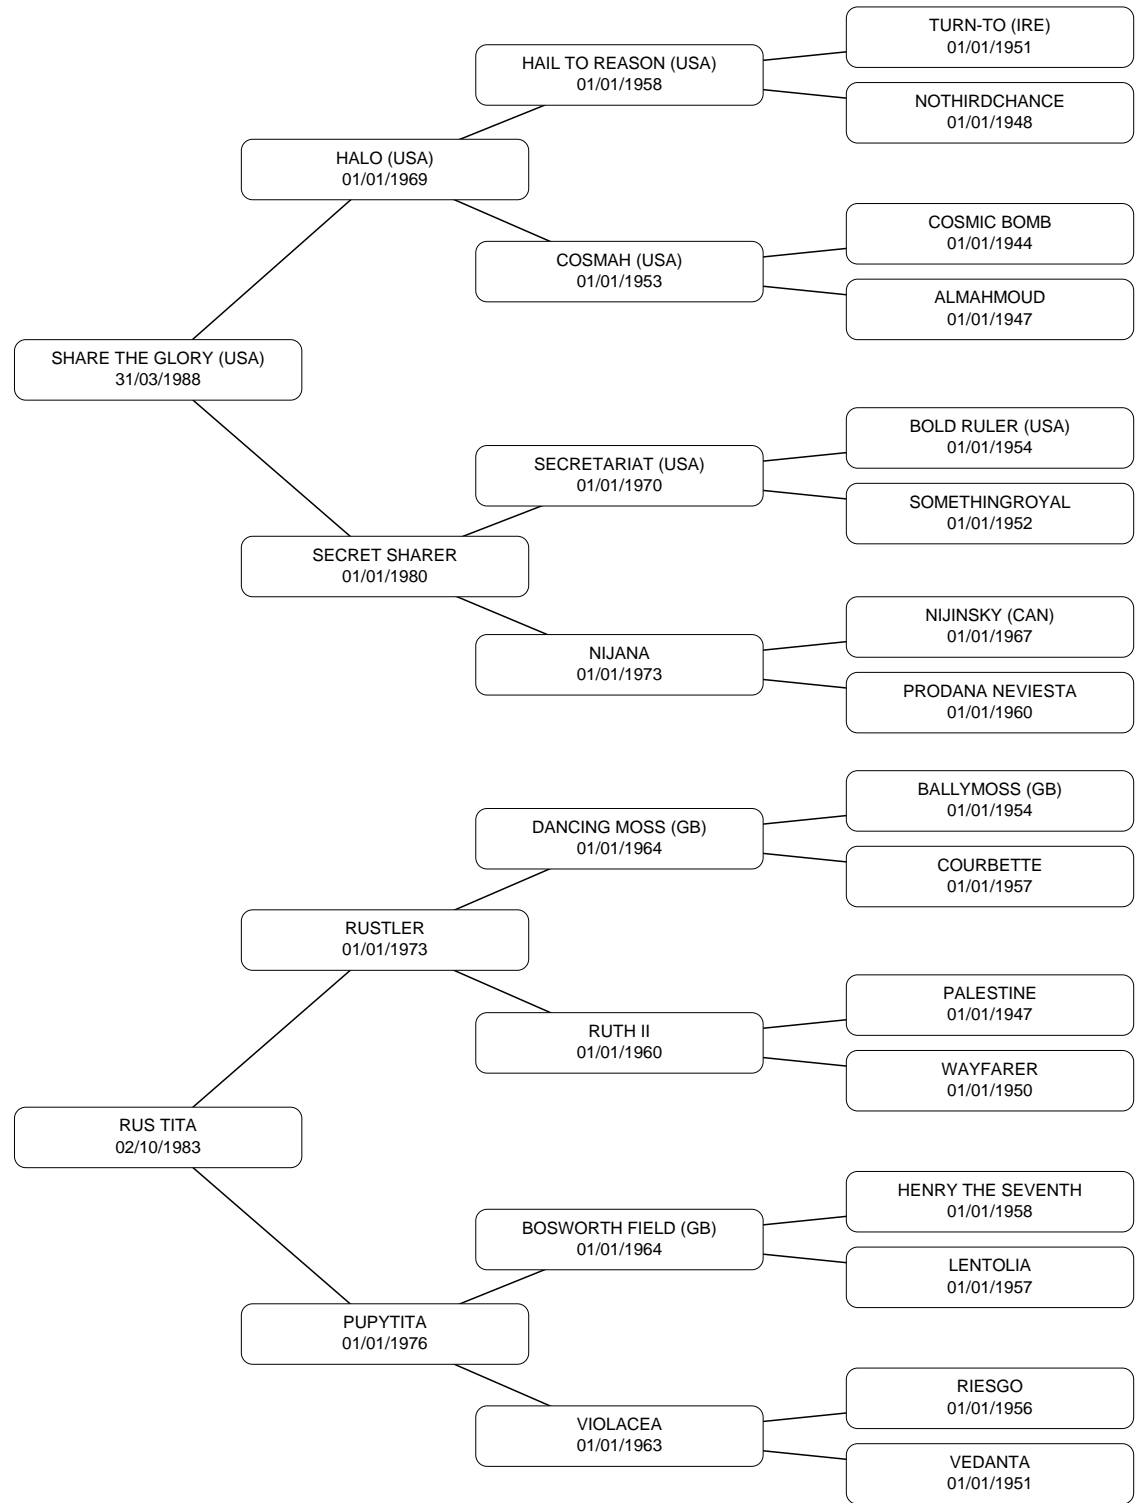 TURN-TO (IRE)
01/01/1951
HAIL TO REASON (USA)
01/01/1958
NOTHIRDCHANCE
01/01/1948
HALO (USA)
01/01/1969
COSMIC BOMB
01/01/1944
COSMAH (USA)
01/01/1953
ALMAHMOUD
01/01/1947
SHARE THE GLORY (USA)
31/03/1988
BOLD RULER (USA)
01/01/1954
SECRETARIAT (USA)
01/01/1970
SOMETHINGROYAL
01/01/1952
SECRET SHARER
01/01/1980
NIJINSKY (CAN)
01/01/1967
NIJANA
01/01/1973
PRODANA NEVIESTA
01/01/1960
BALLYMOSS (GB)
01/01/1954
DANCING MOSS (GB)
01/01/1964
COURBETTE
01/01/1957
RUSTLER
01/01/1973
PALESTINE
01/01/1947
RUTH II
01/01/1960
WAYFARER
01/01/1950
RUS TITA
02/10/1983
HENRY THE SEVENTH
01/01/1958
BOSWORTH FIELD (GB)
01/01/1964
LENTOLIA
01/01/1957
PUPYTITA
01/01/1976
RIESGO
01/01/1956
VIOLACEA
01/01/1963
VEDANTA
01/01/1951